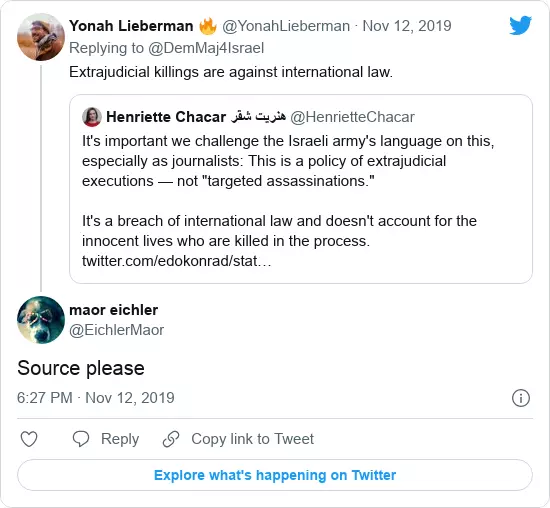 Yonah Lieberman 🔥 @YonahLieberman · Nov 12, 2019
Replying to @DemMaj4Israel
Extrajudicial killings are against international law.
Henriette Chacar هنريت شقر @HenrietteChacar
It's important we challenge the Israeli army's language on this,
especially as journalists: This is a policy of extrajudicial
executions — not "targeted assassinations."
It's a breach of international law and doesn't account for the
innocent lives who are killed in the process.
twitter.com/edokonrad/stat…
maor eichler
@EichlerMaor
Source please
6:27 PM · Nov 12, 2019
Reply
Copy link to Tweet
Explore what's happening on Twitter